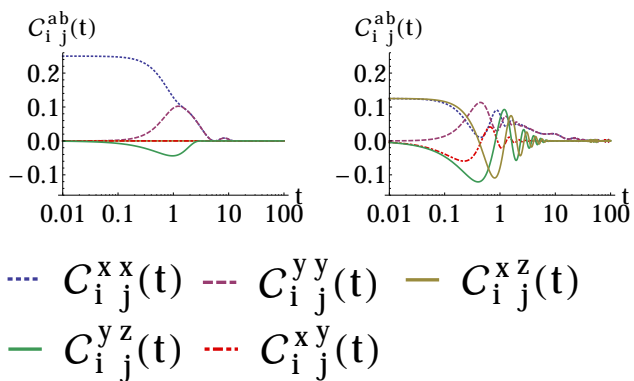 C_{i j}^{ab}(t) C_{i j}^{ab}(t)
0.2 0.2
0.1 0.1
0.0 0.0
−0.1 −0.1
t t
0.01 0.1 1 10 100 0.01 0.1 1 10 100
C_{i j}^{x x}(t) C_{i j}^{y y}(t) C_{i j}^{x z}(t)
C_{i j}^{y z}(t) C_{i j}^{x y}(t)